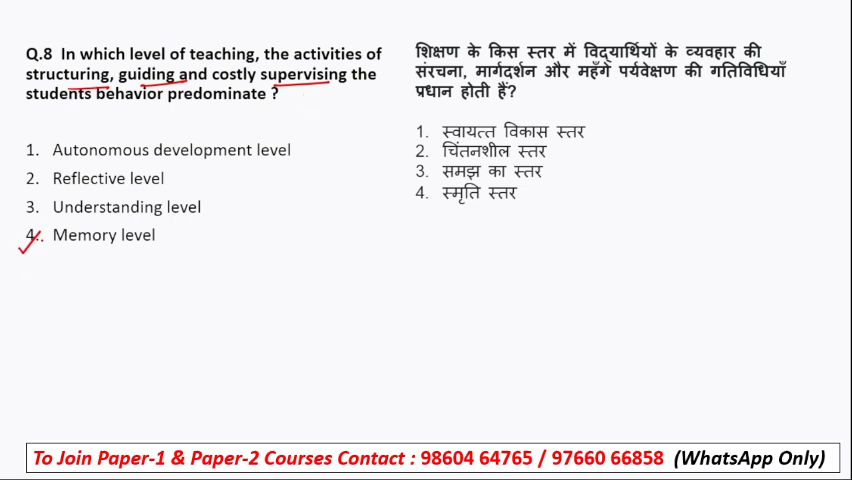 Q.8 In which level of teaching, the activities of
structuring, guiding and costly supervising the
students behavior predominate ?
1. Autonomous development level
2. Reflective level
3. Understanding level
4. Memory level
शिक्षण के किस स्तर में विद्यार्थियों के व्यवहार की
संरचना, मार्गदर्शन और महँगे पर्यवेक्षण की गतिविधियाँ
प्रधान होती हैं?
1. स्वायत्त विकास स्तर
2. चिंतनशील स्तर
3. समझ का स्तर
4. स्मृति स्तर
To Join Paper-1 & Paper-2 Courses Contact : 98604 64765 / 97660 66858 (WhatsApp Only)